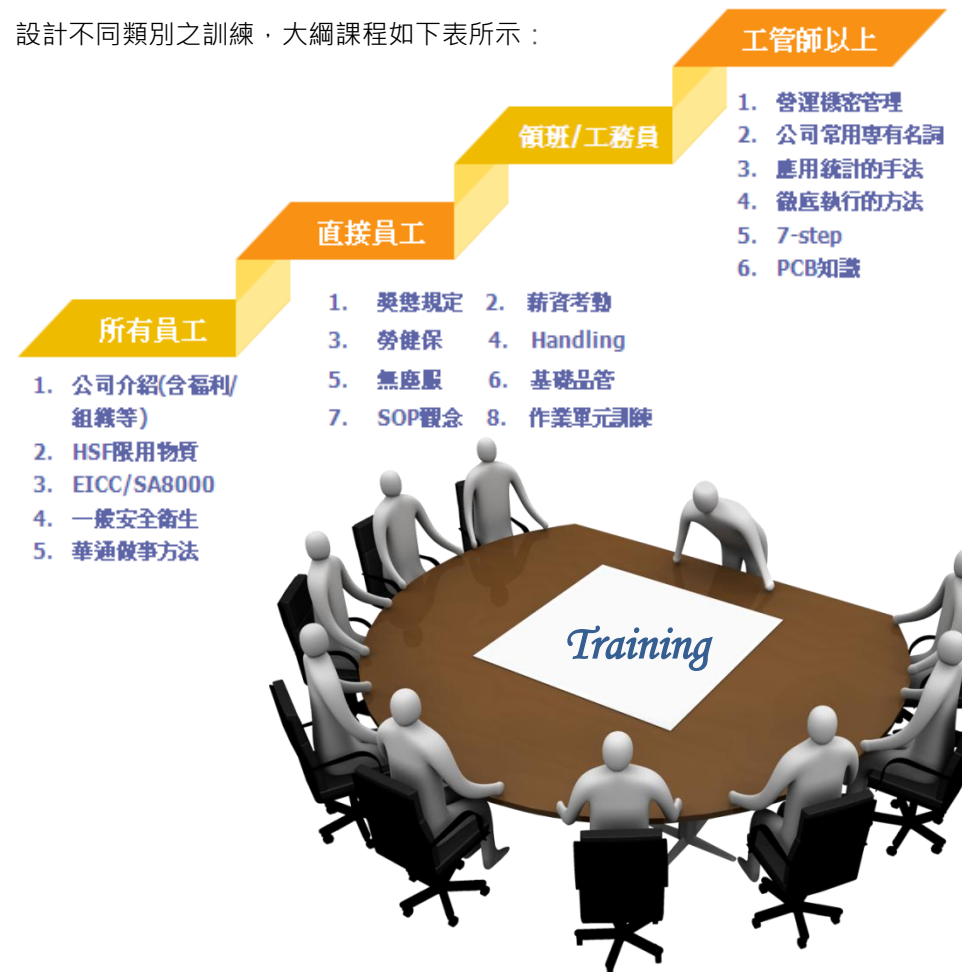 設計不同類別之訓練，大綱課程如下表所示：
工管師以上
1. 營運機密管理
2. 公司常用專有名詞
3. 應用統計的手法
4. 徹底執行的方法
5. 7-step
6. PCB知識
領班/工務員
直接員工
1. 獎懲規定 2. 薪資考勤
3. 勞健保 4. Handling
5. 無塵服 6. 基礎品管
7. SOP觀念 8. 作業單元訓練
所有員工
1. 公司介紹(含福利/
組織等)
2. HSF限用物質
3. EICC/SA8000
4. 一般安全衛生
5. 華通做事方法
Training